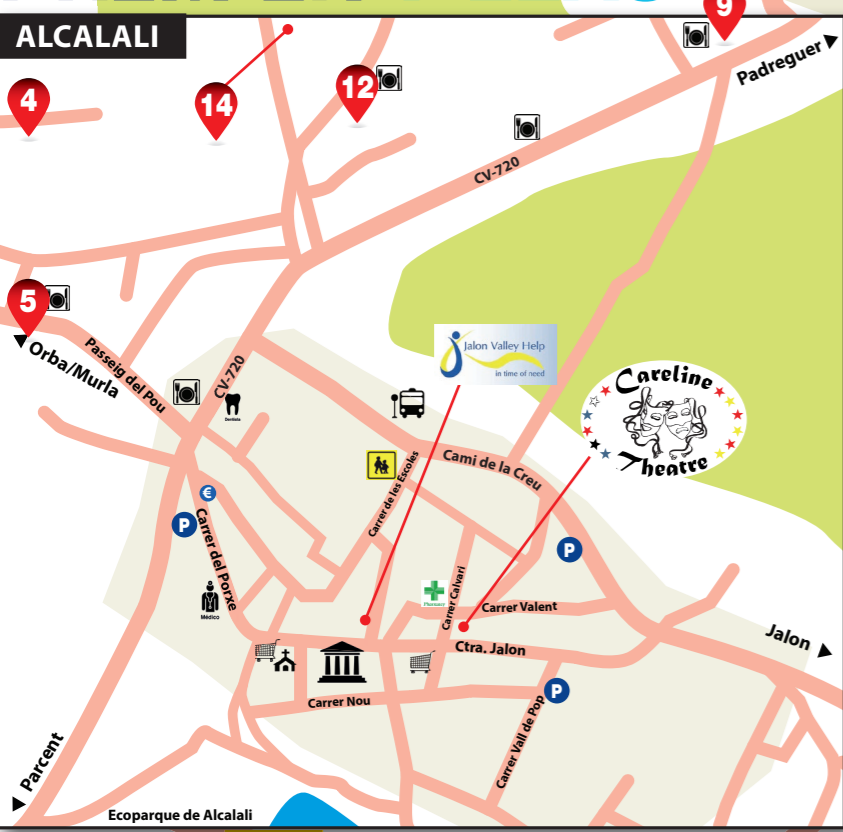 9
ALCALALI
Padreguer
4
14
12
CV-720
5
Orba/Murla
Passeig del Pou
CV-720
Dentista
Jalon Valley Help
in time of need
Careline
Theatre
Cami de la Creu
Carrer de les Escoles
€
P
Carrer del Porxe
P
Médico
Pharmacy
Carrer Calvari
Carrer Valent
Ctra. Jalon
Jalon
P
Carrer Nou
Carrer Vall de Pop
Parcent
Ecoparque de Alcalali